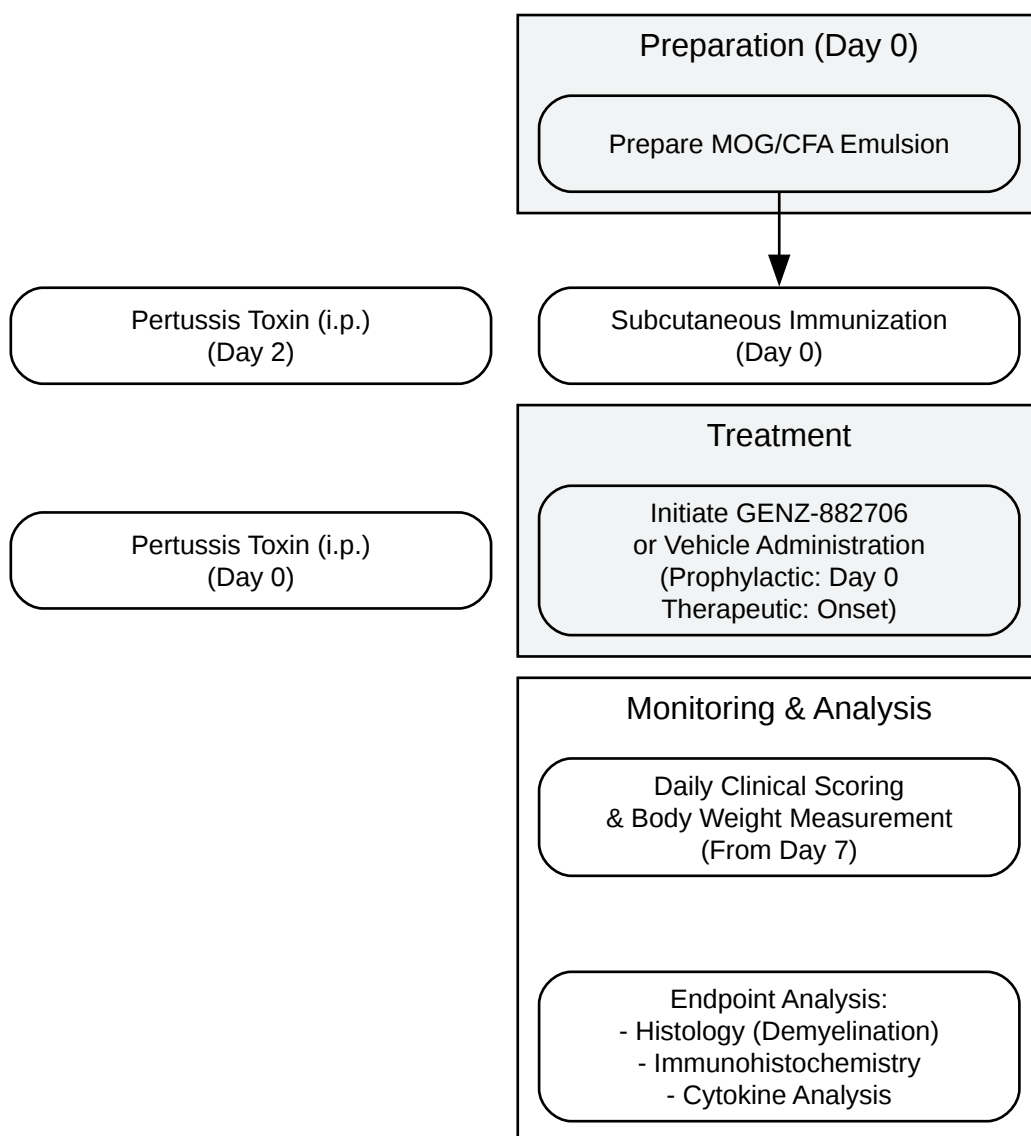 Preparation (Day 0)
Prepare MOG/CFA Emulsion
Pertussis Toxin (i.p.)
(Day 2)
Subcutaneous Immunization
(Day 0)
Treatment
Pertussis Toxin (i.p.)
(Day 0)
Initiate GENZ-882706
or Vehicle Administration
(Prophylactic: Day 0
Therapeutic: Onset)
Monitoring & Analysis
Daily Clinical Scoring
& Body Weight Measurement
(From Day 7)
Endpoint Analysis:
- Histology (Demyelination)
- Immunohistochemistry
- Cytokine Analysis